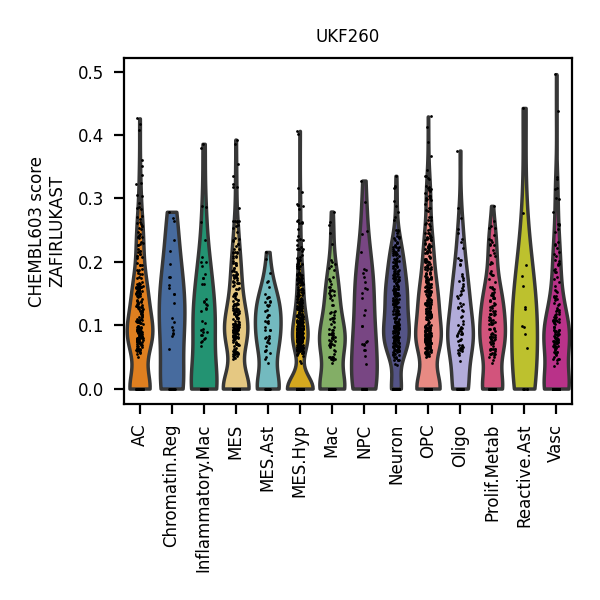 UKF260
CHEMBL603 score
ZAFIRLUKAST
0.5
0.4
0.3
0.2
0.1
0.0
AC
Chromatin.Reg
Inflammatory.Mac
MES
MES.Ast
MES.Hyp
Mac
NPC
Neuron
OPC
Oligo
Prolif.Metab
Reactive.Ast
Vasc